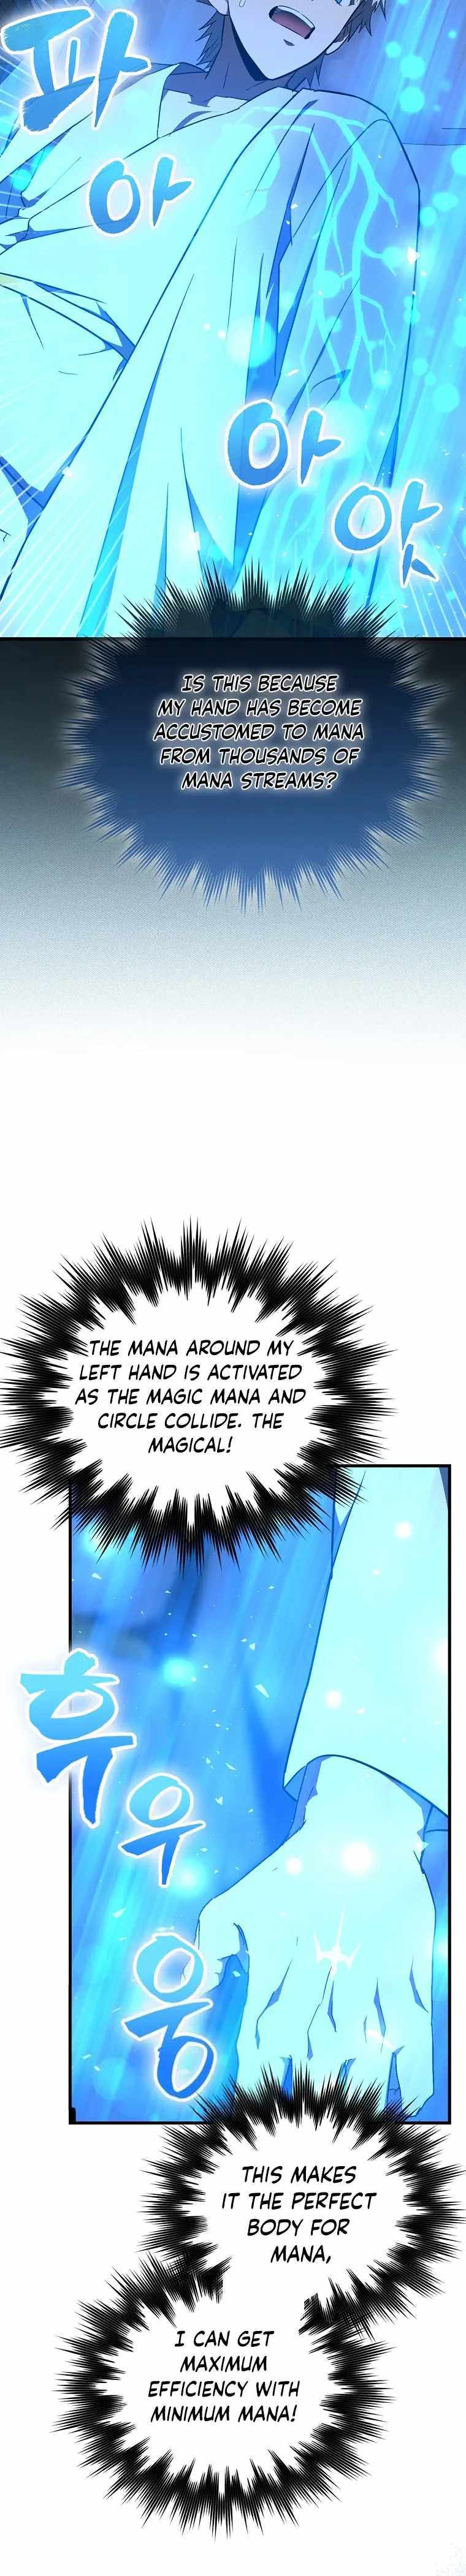 파
아
아
앗
IS THIS BECAUSE
MY HAND HAS BECOME
ACCUSTOMED TO MANA
FROM THOUSANDS OF
MANA STREAMS?
THE MANA AROUND MY
LEFT HAND IS ACTIVATED
AS THE MAGIC MANA AND
CIRCLE COLLIDE. THE
MAGICAL!
후
우
웅
THIS MAKES
IT THE PERFECT
BODY FOR
MANA,
I CAN GET
MAXIMUM
EFFICIENCY WITH
MINIMUM MANA!